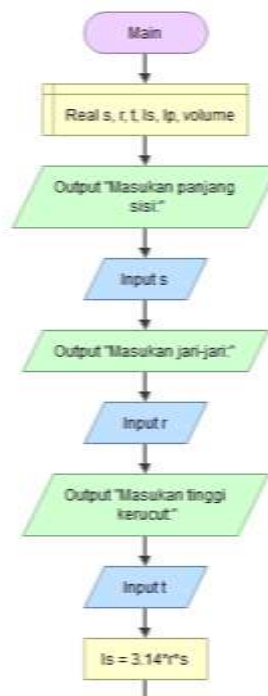 Main
Real s, r, t, ls, lp, volume
Output "Masukan panjang
sisi:"
Input s
Output "Masukan jari-jari:"
Input r
Output "Masukan tinggi
kerucut:"
Input t
ls = 3.14*r*s